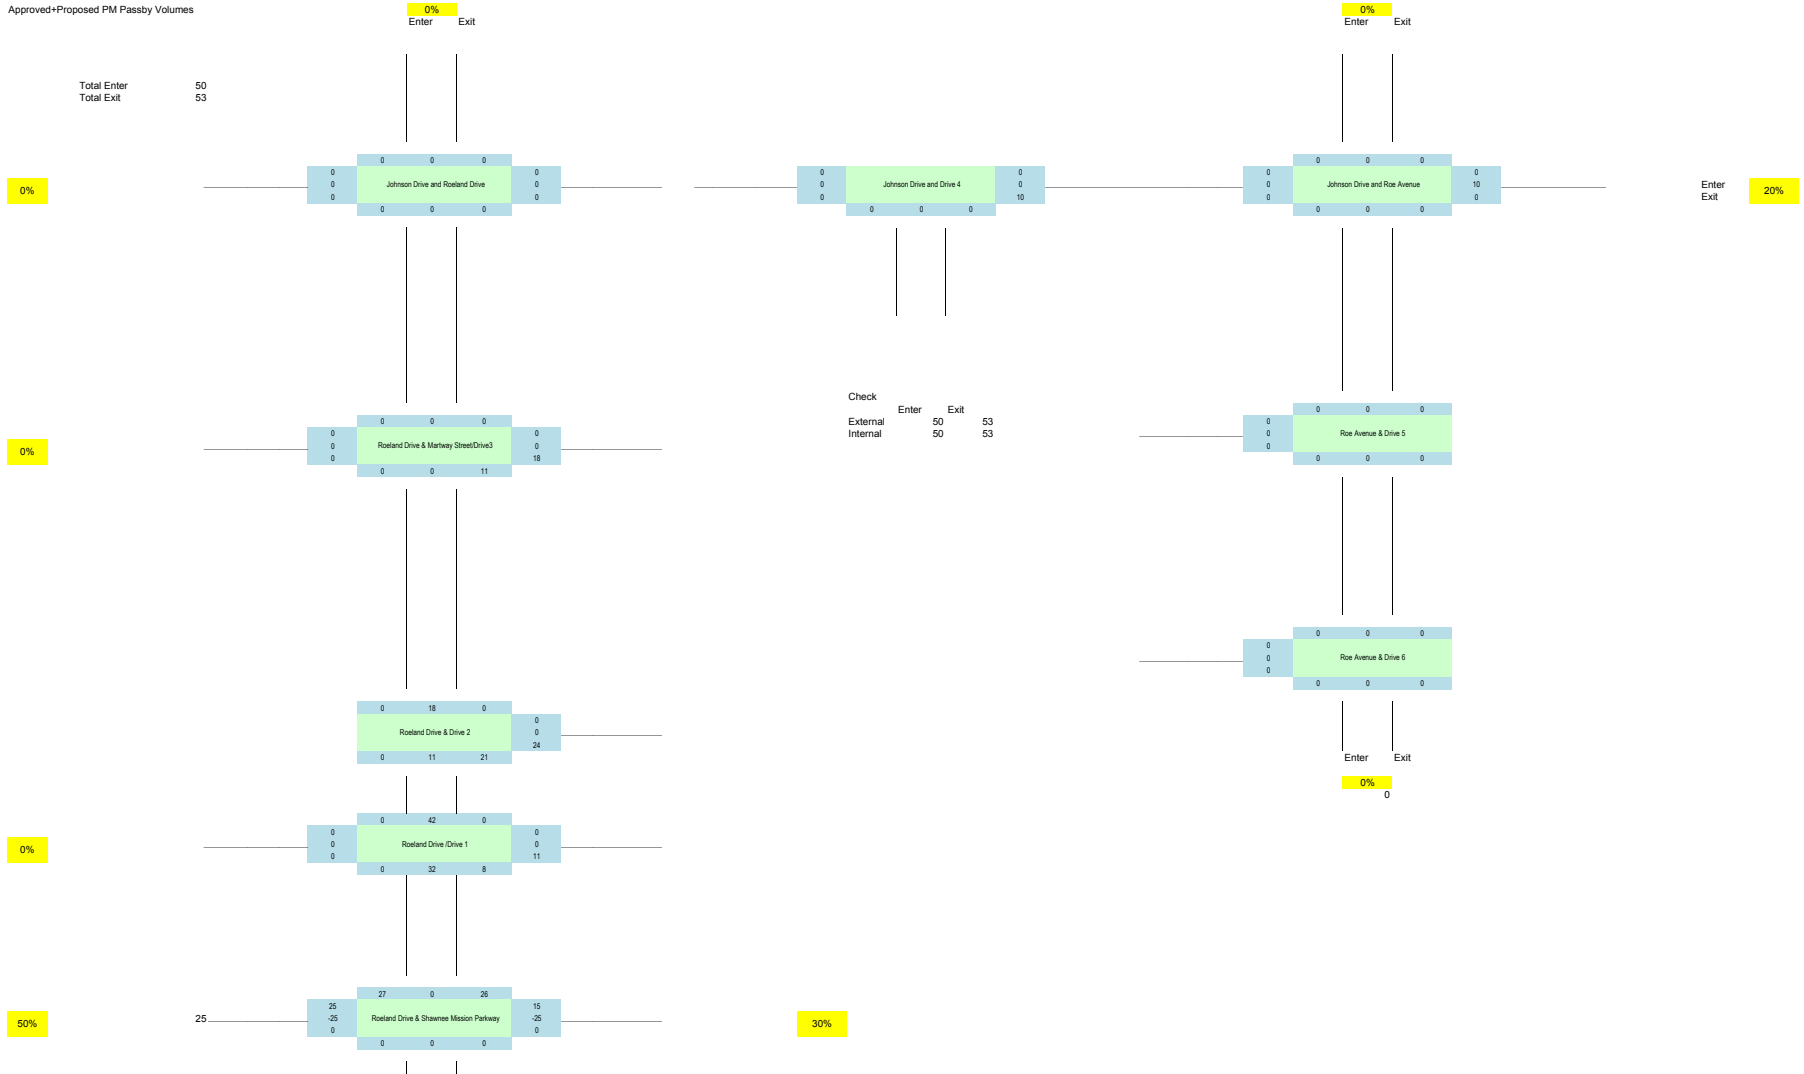 Approved+Proposed PM Passby Volumes
0%
0%
Enter Exit
Enter Exit
Total Enter 50
Total Exit 53
0 0 0
0 0 0
0 0
0 0
0 0
0% 0 Johnson Drive and Roeland Drive 0
0 Johnson Drive and Drive 4 0
0 Johnson Drive and Roe Avenue 10
Enter
Exit
20%
0 0
0 10
0 0
0 0 0
0 0 0
0 0 0
Check
Enter Exit
External 50 53
Internal 50 53
0 0 0
0 0
0% 0 Roeland Drive & Martway Street/Drive3 0
0 18
0 0 11
0 0 0
0
0 Roe Avenue & Drive 5
0
0 0 0
0 0 0
0
0 Roe Avenue & Drive 6
0
0 0 0
0 18 0
0
Roeland Drive & Drive 2 0
24
0 11 21
Enter Exit
0%
0
0 42 0
0 0
0% 0 Roeland Drive /Drive 1 0
0 11
0 32 8
27 0 26
25 15
50% 25 -25 Roeland Drive & Shawnee Mission Parkway -25 30%
0 0
0 0 0